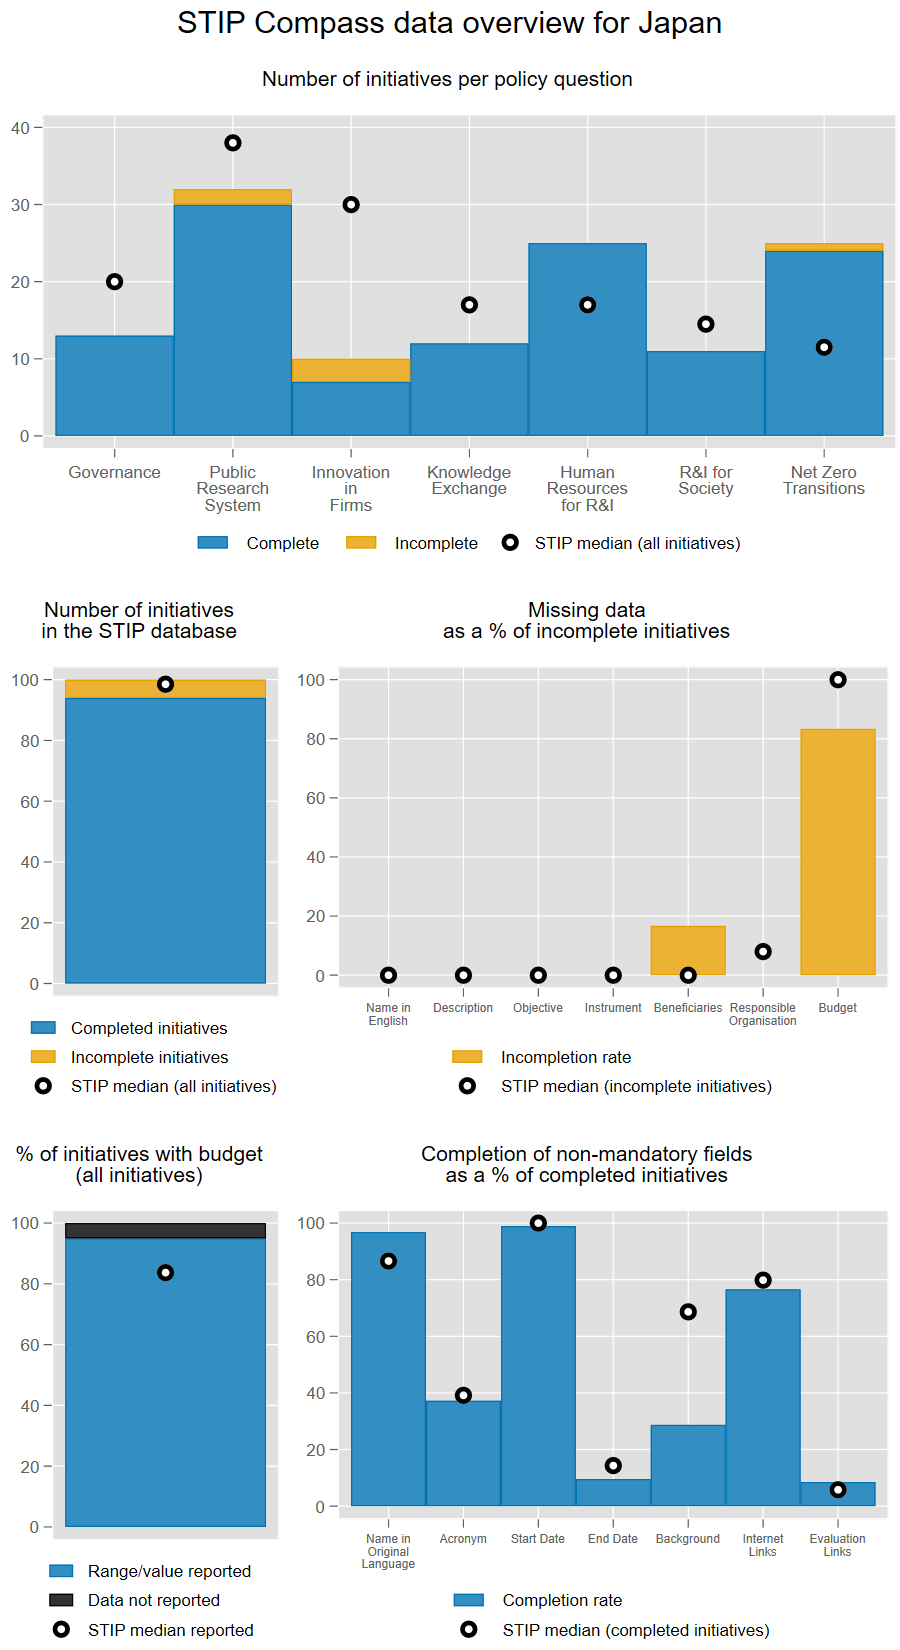 STIP Compass data overview for Japan
Number of initiatives per policy question
40
30
20
10
0
Governance
Public
Research
System
Innovation
in
Firms
Knowledge
Exchange
Human
Resources
for R&I
R&I for
Society
Net Zero
Transitions
Complete
Incomplete
STIP median (all initiatives)
Number of initiatives
in the STIP database
100
80
60
40
20
0
Completed initiatives
Incomplete initiatives
STIP median (all initiatives)
Missing data
as a % of incomplete initiatives
100
80
60
40
20
0
Name in
English
Description
Objective
Instrument
Beneficiaries
Responsible
Organisation
Budget
Incompletion rate
STIP median (incomplete initiatives)
% of initiatives with budget
(all initiatives)
100
80
60
40
20
0
Range/value reported
Data not reported
STIP median reported
Completion of non-mandatory fields
as a % of completed initiatives
100
80
60
40
20
0
Name in
Original
Language
Acronym
Start Date
End Date
Background
Internet
Links
Evaluation
Links
Completion rate
STIP median (completed initiatives)